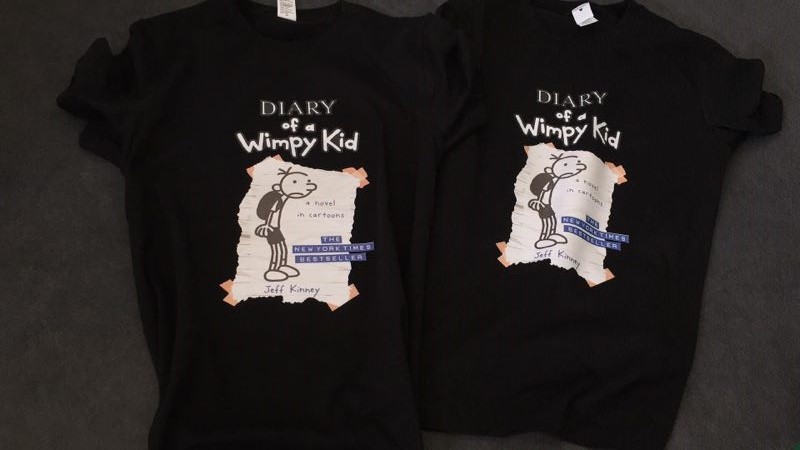 DIARY
of a
Wimpy Kid
a novel
in cartoons
THE
NEW YORK TIMES
BESTSELLER
Jeff Kinney
DIARY
of a
Wimpy Kid
a novel
in cartoons
THE
NEW YORK TIMES
BESTSELLER
Jeff Kinney